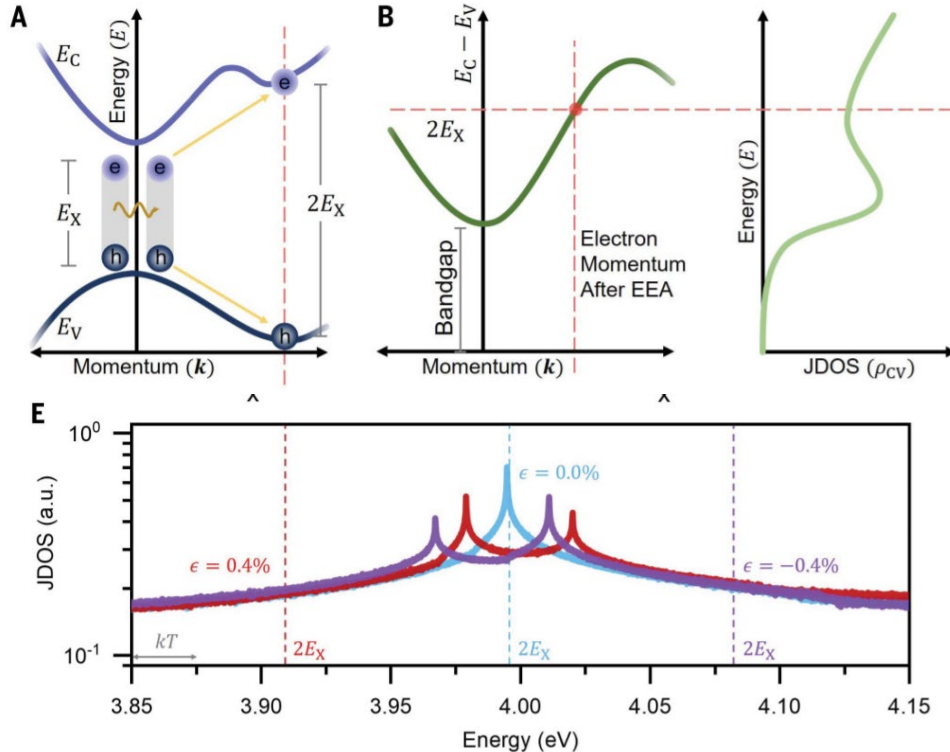 A
Energy (E)
E_C
e
e
e
E_X
2E_X
h
h
h
E_V
Momentum (k)
B
E_C − E_V
2E_X
Bandgap
Electron
Momentum
After EEA
Momentum (k)
Energy (E)
JDOS (ρ_CV)
^
^
E
10⁰
JDOS (a.u.)
10⁻¹
ϵ = 0.0%
ϵ = 0.4%
ϵ = −0.4%
kT
2E_X
2E_X
2E_X
3.85
3.90
3.95
4.00
4.05
4.10
4.15
Energy (eV)